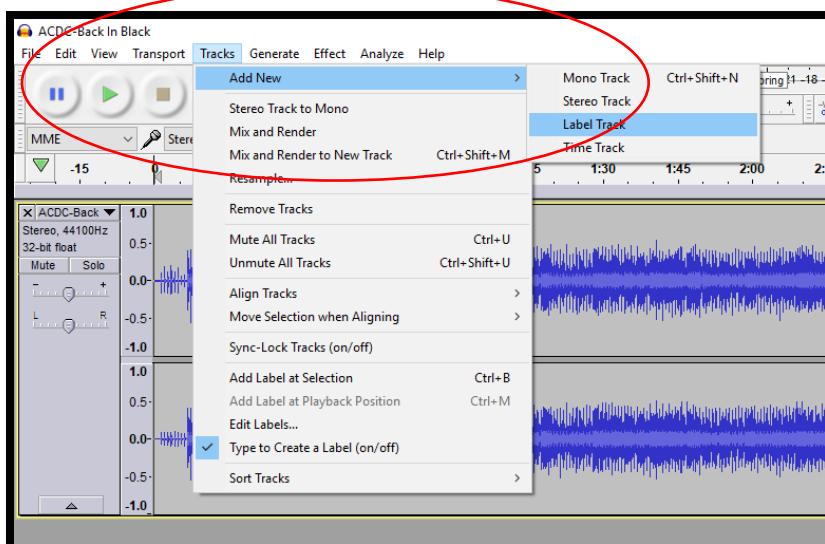 ACDC-Back In Black
File Edit View Transport Tracks Generate Effect Analyze Help
Add New
Mono Track Ctrl+Shift+N
Stereo Track
Label Track
Time Track
Stereo Track to Mono
Mix and Render
Mix and Render to New Track Ctrl+Shift+M
Resample...
Remove Tracks
Mute All Tracks Ctrl+U
Unmute All Tracks Ctrl+Shift+U
Align Tracks
Move Selection when Aligning
Sync-Lock Tracks (on/off)
Add Label at Selection Ctrl+B
Add Label at Playback Position Ctrl+M
Edit Labels...
Type to Create a Label (on/off)
Sort Tracks
MME
-15 0 1:30 1:45 2:00
ACDC-Back
Stereo, 44100Hz
32-bit float
Mute Solo
- +
L R
1.0
0.5
0.0
-0.5
-1.0
1.0
0.5
0.0
-0.5
-1.0